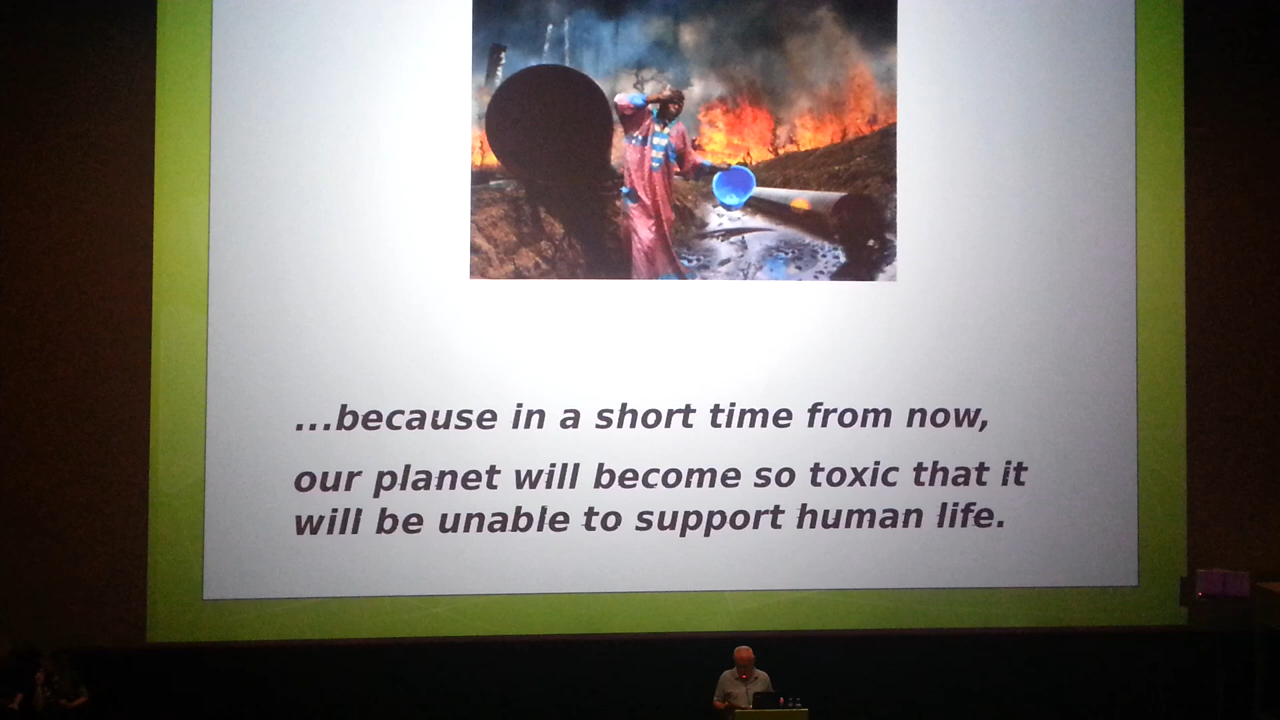 ...because in a short time from now,
our planet will become so toxic that it
will be unable to support human life.